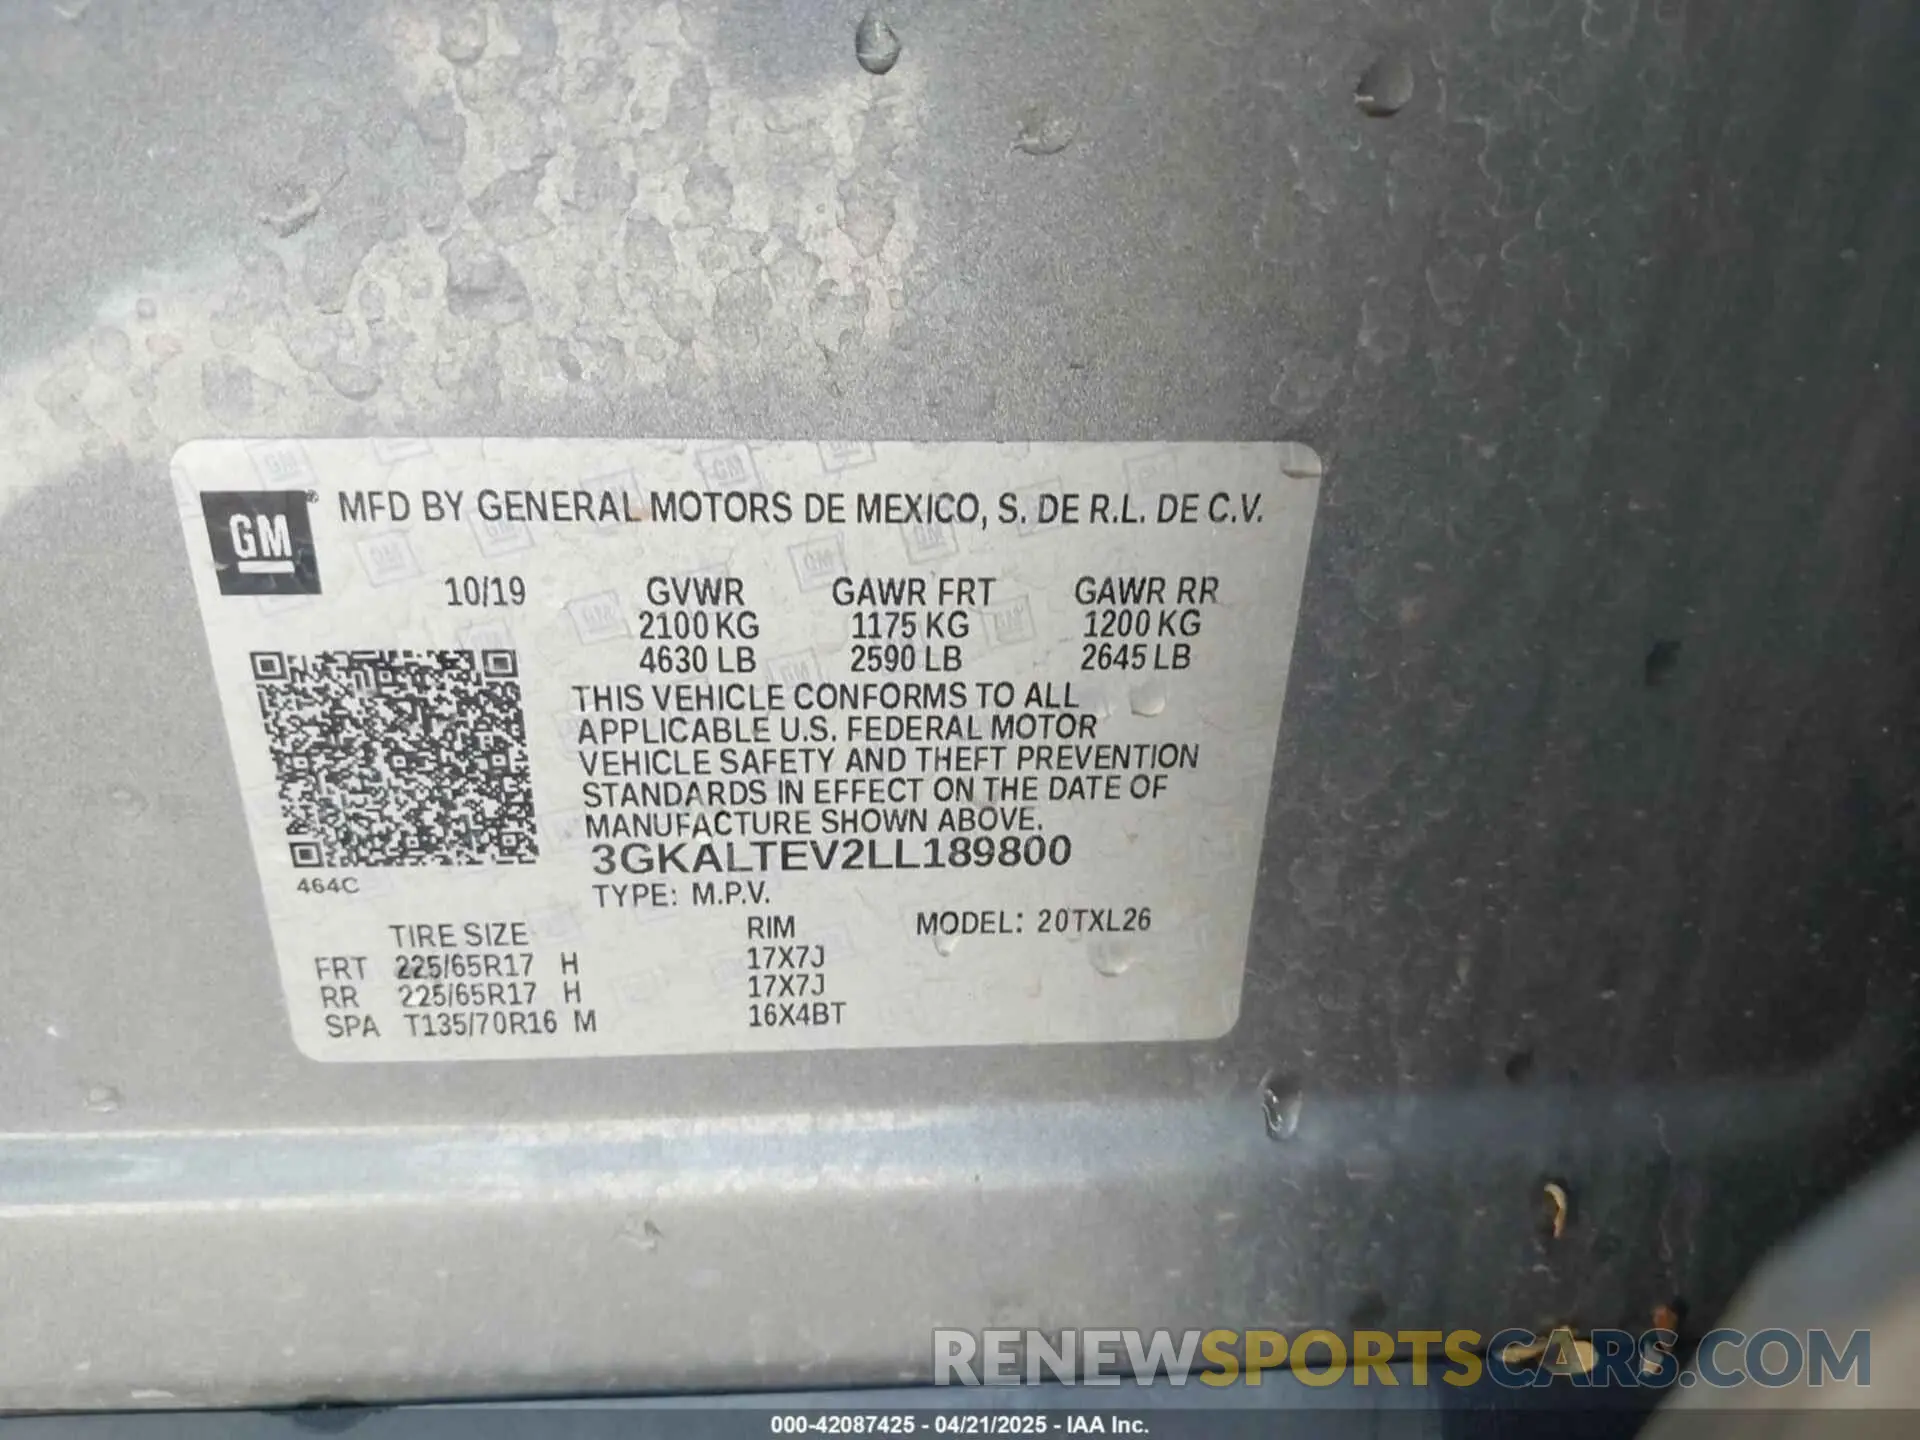 GM® MFD BY GENERAL MOTORS DE MEXICO, S. DE R.L. DE C.V.
10/19 GVWR GAWR FRT GAWR RR
2100 KG 1175 KG 1200 KG
4630 LB 2590 LB 2645 LB
THIS VEHICLE CONFORMS TO ALL
APPLICABLE U.S. FEDERAL MOTOR
VEHICLE SAFETY AND THEFT PREVENTION
STANDARDS IN EFFECT ON THE DATE OF
MANUFACTURE SHOWN ABOVE.
3GKALTEV2LL189800
464C
TYPE: M.P.V.
TIRE SIZE RIM MODEL: 20TXL26
FRT 225/65R17 H 17X7J
RR 225/65R17 H 17X7J
SPA T135/70R16 M 16X4BT
RENEWSPORTSCARS.COM
000-42087425 - 04/21/2025 - IAA Inc.